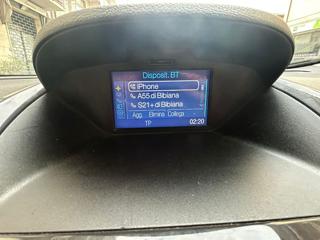 Disposit. BT
iPhone
A55 di Bibiana
S21+ di Bibiana
Agg. Elimina Collega
TP 02:20